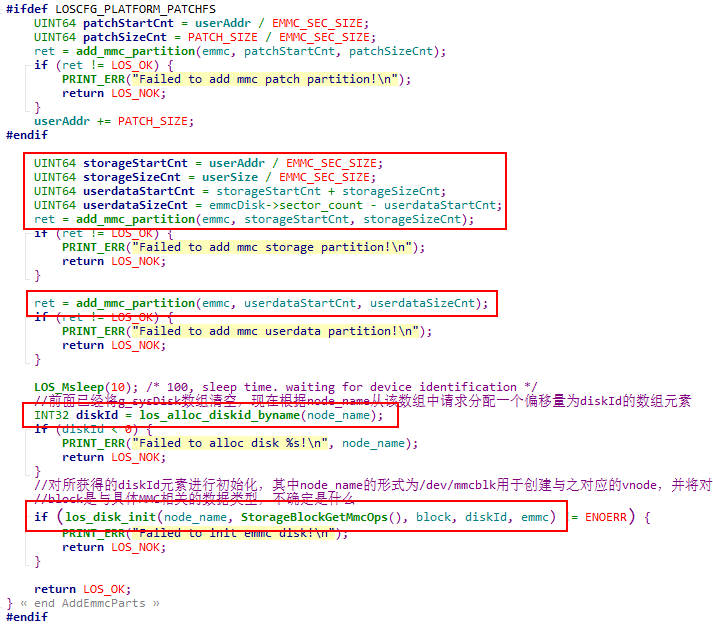 #ifdef LOSCFG_PLATFORM_PATCHFS
UINT64 patchStartCnt = userAddr / EMMC_SEC_SIZE;
UINT64 patchSizeCnt = PATCH_SIZE / EMMC_SEC_SIZE;
ret = add_mmc_partition(emmc, patchStartCnt, patchSizeCnt);
if (ret != LOS_OK) {
PRINT_ERR("Failed to add mmc patch partition!\n");
return LOS_NOK;
}
userAddr += PATCH_SIZE;
#endif
UINT64 storageStartCnt = userAddr / EMMC_SEC_SIZE;
UINT64 storageSizeCnt = userSize / EMMC_SEC_SIZE;
UINT64 userdataStartCnt = storageStartCnt + storageSizeCnt;
UINT64 userdataSizeCnt = emmcDisk->sector_count - userdataStartCnt;
ret = add_mmc_partition(emmc, storageStartCnt, storageSizeCnt);
if (ret != LOS_OK) {
PRINT_ERR("Failed to add mmc storage partition!\n");
return LOS_NOK;
}
ret = add_mmc_partition(emmc, userdataStartCnt, userdataSizeCnt);
if (ret != LOS_OK) {
PRINT_ERR("Failed to add mmc userdata partition!\n");
return LOS_NOK;
}
LOS_Msleep(10); /* 100, sleep time. waiting for device identification */
//前面已经将g_sysDisk数组清空，现在根据node_name从该数组中请求分配一个偏移量为diskId的数组元素
INT32 diskId = los_alloc_diskid_byname(node_name);
if (diskId < 0) {
PRINT_ERR("Failed to alloc disk %s!\n", node_name);
return LOS_NOK;
}
//对所获得的diskId元素进行初始化，其中node_name的形式为/dev/mmcblk用于创建与之对应的vnode，并将对
//block是与具体MMC相关的数据类型，不确定是什么
if (los_disk_init(node_name, StorageBlockGetMmcOps(), block, diskId, emmc) != ENOERR) {
PRINT_ERR("Failed to init emmc disk!\n");
return LOS_NOK;
}
return LOS_OK;
} « end AddEmmcParts »
#endif